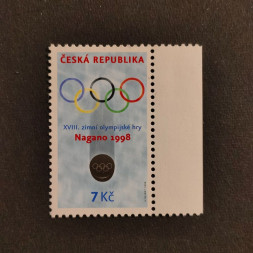 ČESKÁ REPUBLIKA
XVIII. zimní olympijské hry
Nagano 1998
7 Kč